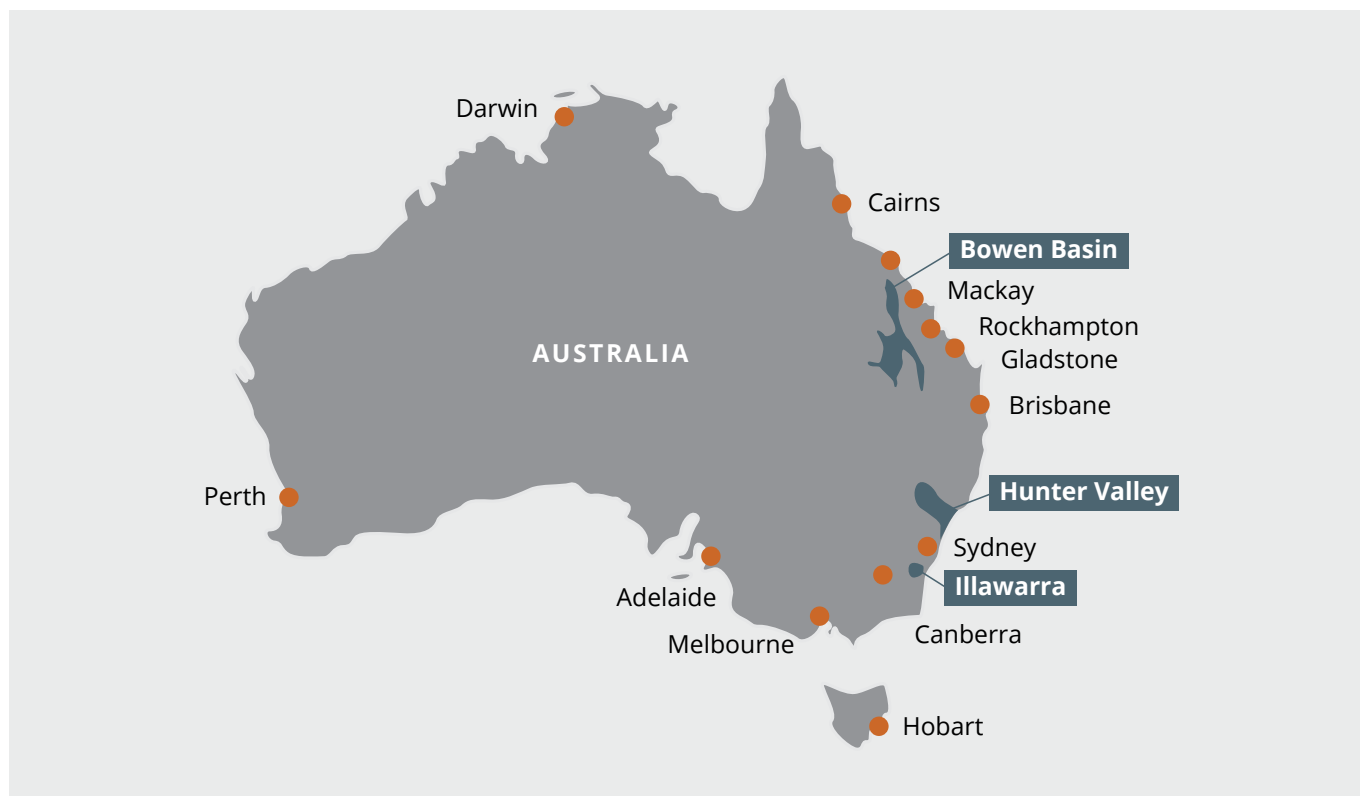 Darwin
Cairns
Bowen Basin
Mackay
Rockhampton
AUSTRALIA
Gladstone
Brisbane
Hunter Valley
Perth
Sydney
Illawarra
Adelaide
Canberra
Melbourne
Hobart